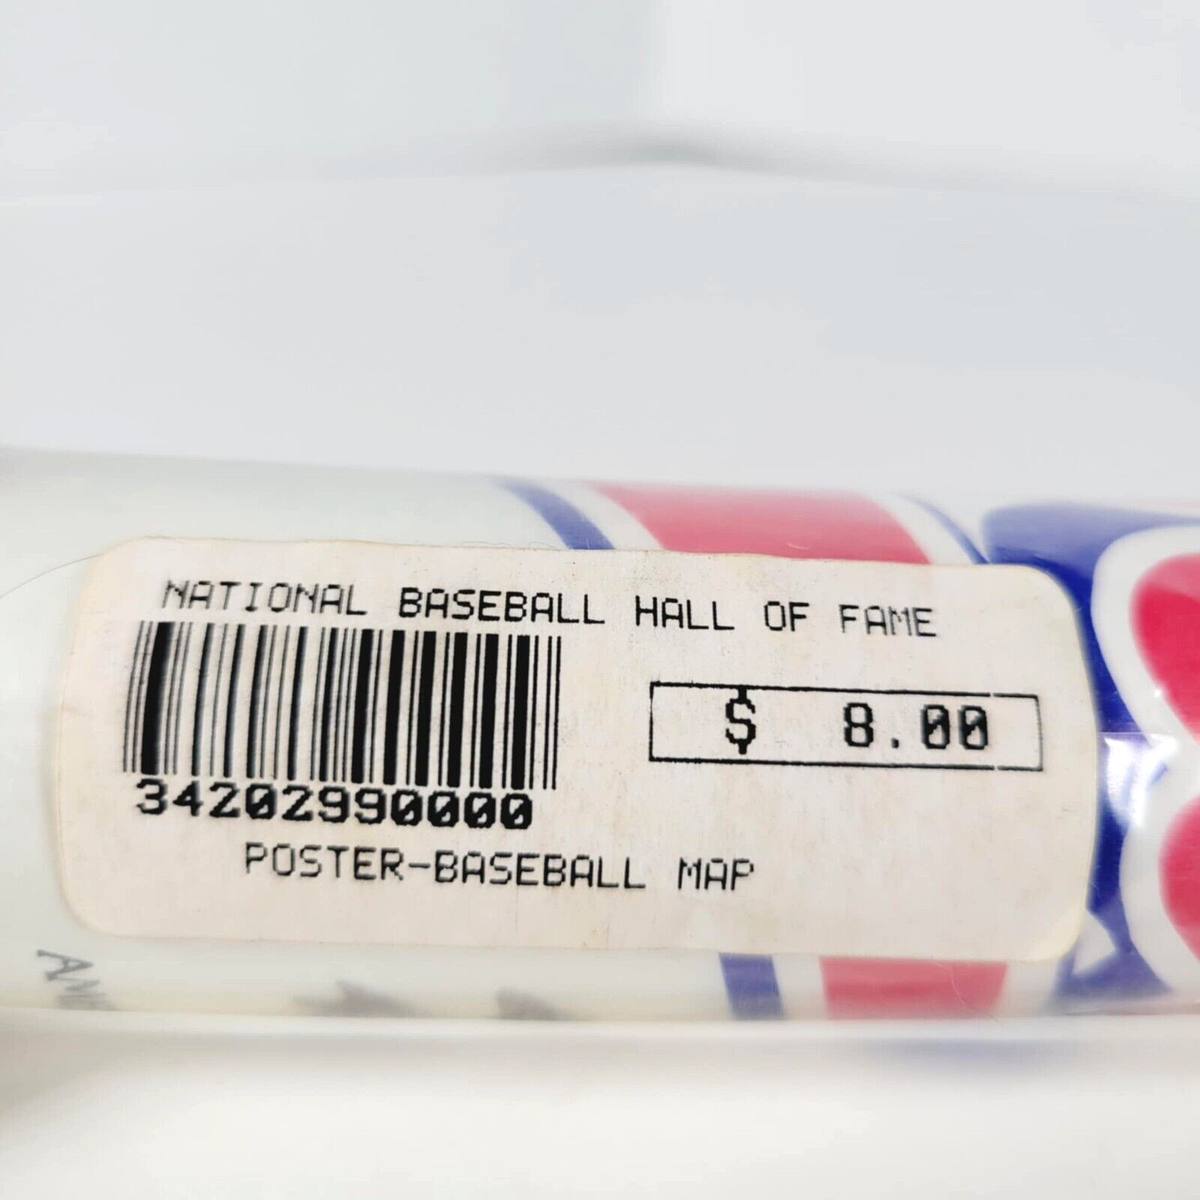 NATIONAL BASEBALL HALL OF FAME
$ 8.00
34202990000
POSTER-BASEBALL MAP